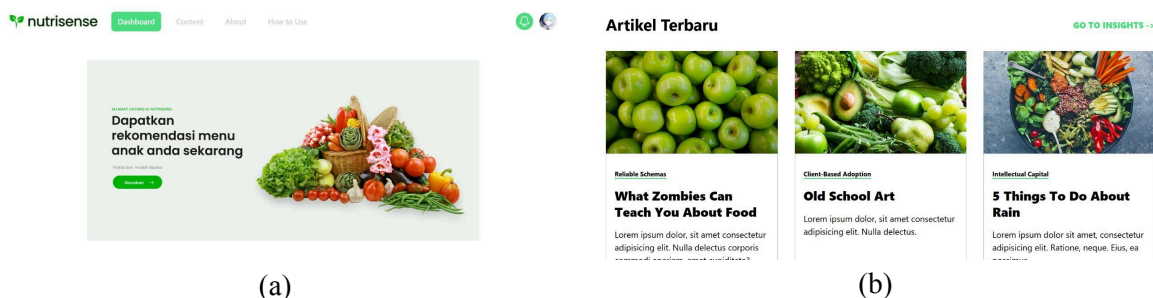 nutrisense
Dashboard
Content
About
How to Use
SELAMAT DATANG DI NUTRISENSE
Dapatkan
rekomendasi menu
anak anda sekarang
(a)
Artikel Terbaru
GO TO INSIGHTS ->
Reliable Schemas
What Zombies Can
Teach You About Food
Lorem ipsum dolor, sit amet consectetur
adipisicing elit. Nulla delectus corporis
Client-Based Adoption
Old School Art
Lorem ipsum dolor, sit amet consectetur
adipisicing elit. Nulla delectus.
Intellectual Capital
5 Things To Do About
Rain
Lorem ipsum dolor, sit amet, consectetur
adipisicing elit. Ratione, neque. Eius, ea
(b)